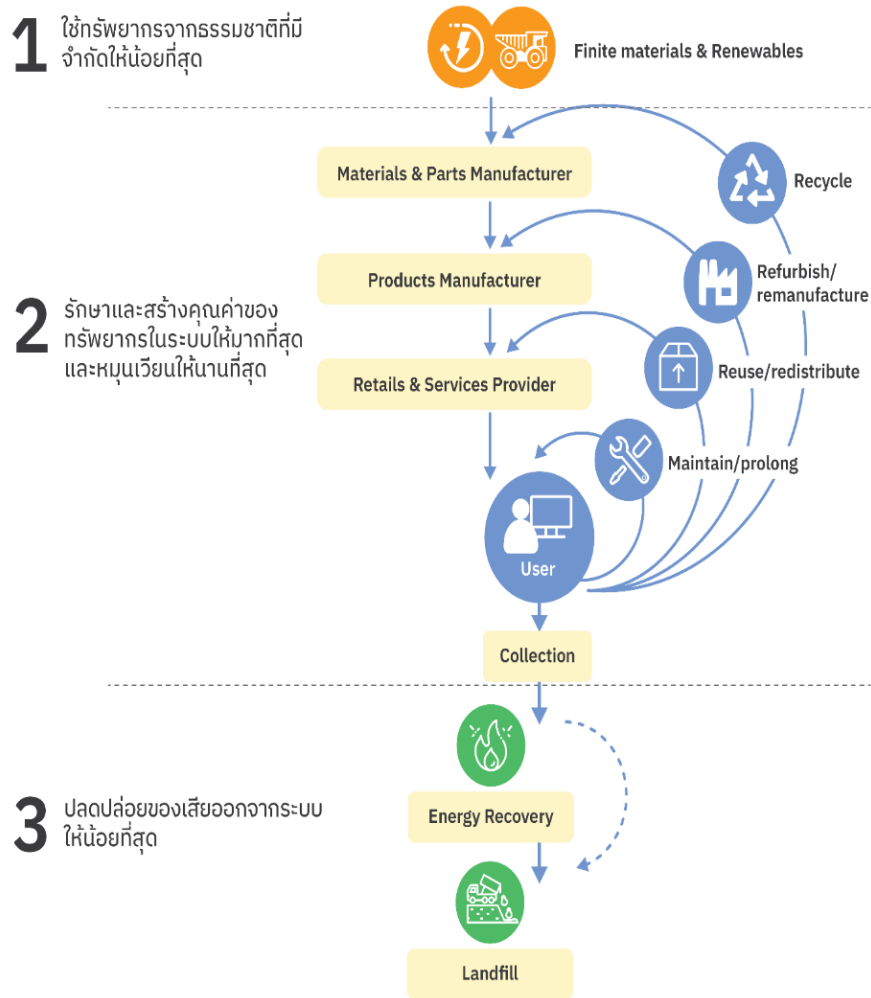 1
ใช้ทรัพยากรจากธรรมชาติที่มี
จำกัดให้น้อยที่สุด
Finite materials & Renewables
Materials & Parts Manufacturer
Recycle
Products Manufacturer
Refurbish/
remanufacture
2
รักษาและสร้างคุณค่าของ
ทรัพยากรในระบบให้มากที่สุด
และหมุนเวียนให้นานที่สุด
Retails & Services Provider
Reuse/redistribute
Maintain/prolong
User
Collection
3
ปลดปล่อยของเสียออกจากระบบ
ให้น้อยที่สุด
Energy Recovery
Landfill